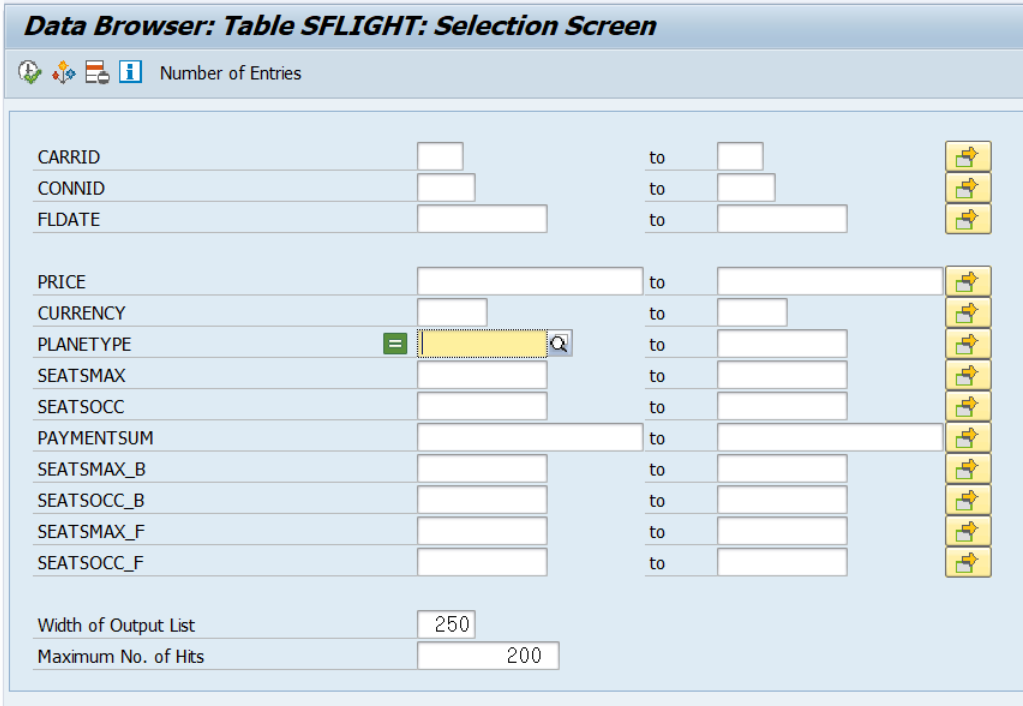 Data Browser: Table SFLIGHT: Selection Screen
Number of Entries
CARRID to
CONNID to
FLDATE to
PRICE to
CURRENCY to
PLANETYPE = to
SEATSMAX to
SEATSOCC to
PAYMENTSUM to
SEATSMAX_B to
SEATSOCC_B to
SEATSMAX_F to
SEATSOCC_F to
Width of Output List 250
Maximum No. of Hits 200